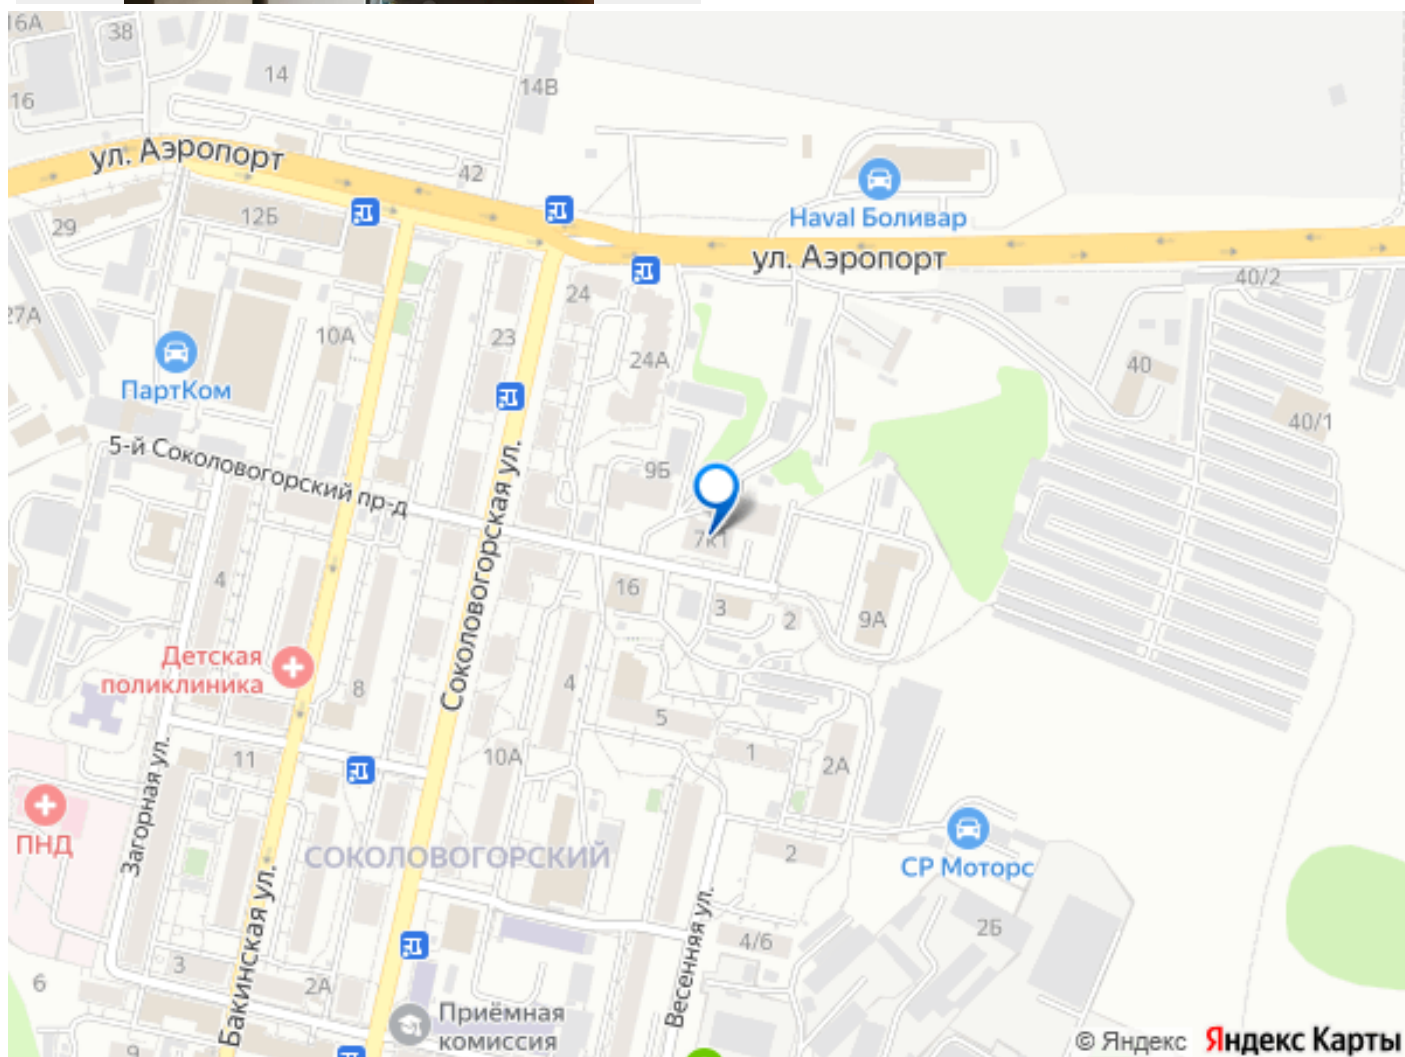 16А
38
14
14В
16
ул. Аэропорт
42
Haval Боливар
29
12Б
ул. Аэропорт
40/2
24
27А
10А
23
24А
40
ПартКом
40/1
5-й Соколовогорский пр-д
9Б
7к1
Соколовогорская ул.
4
16
3
2
9А
Детская
поликлиника
8
4
5
11
10А
1
2А
Загорная ул.
ПНД
СОКОЛОВОГОРСКИЙ
2
СР Моторс
Бакинская ул.
Весенняя ул.
4/6
2Б
3
6
2А
Приёмная
комиссия
9
© Яндекс Яндекс Карты